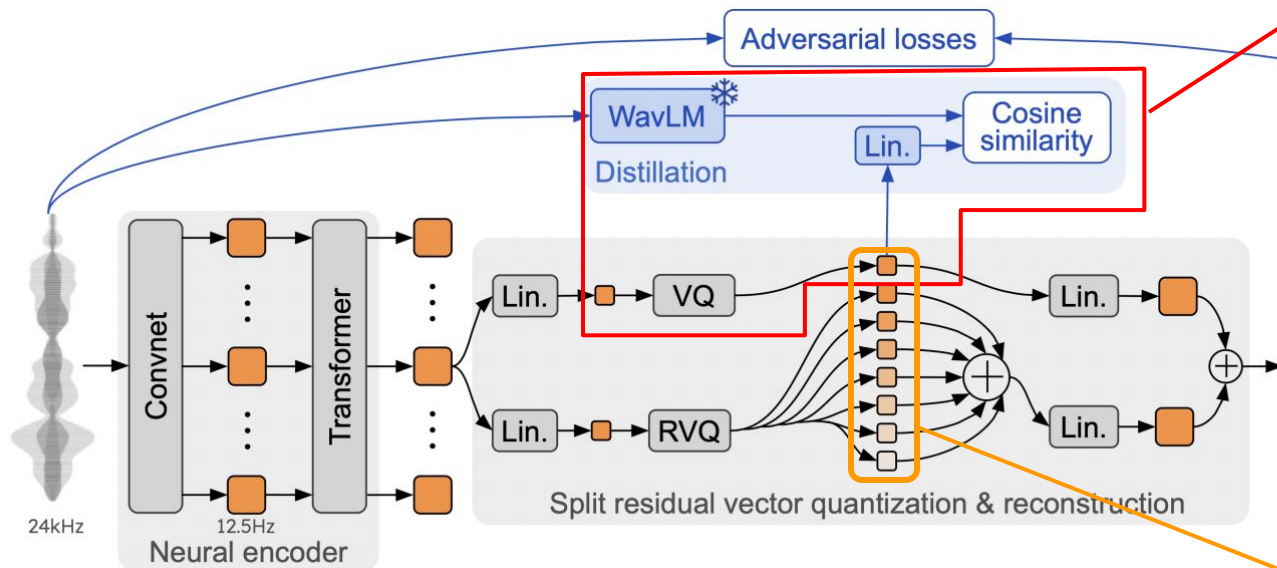 Adversarial losses
WavLM
Cosine
similarity
Lin.
Distillation
Convnet
Transformer
Lin.
VQ
Lin.
Lin.
RVQ
Lin.
Split residual vector quantization & reconstruction
24kHz
12.5Hz
Neural encoder